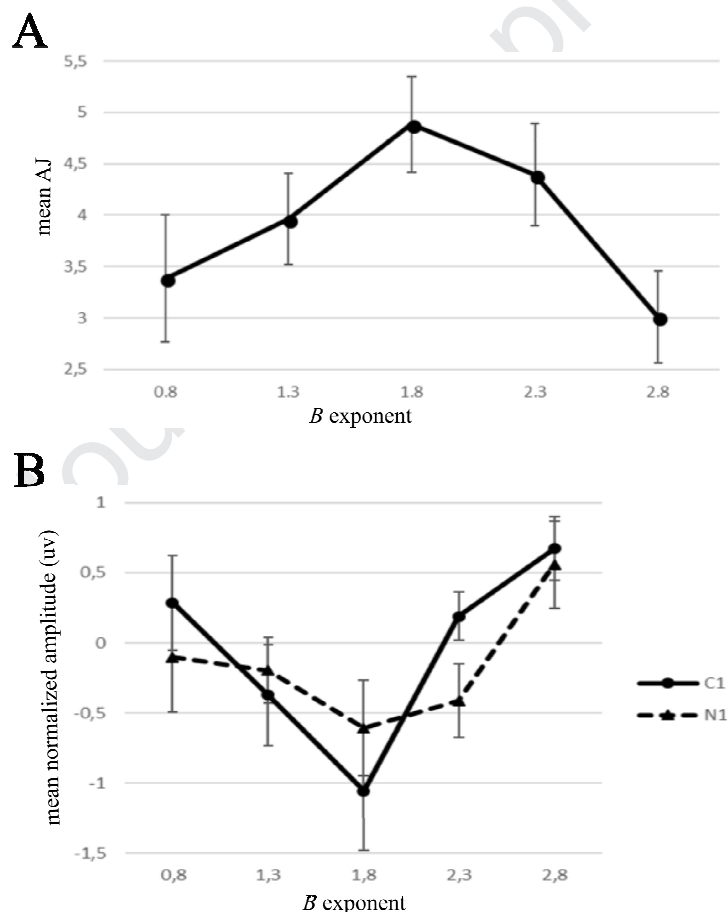 A
5,5
5
4,5
4
3,5
3
2,5
mean AJ
0.8 1.3 1.8 2.3 2.8
B exponent
B
1
0,5
0
-0,5
-1
-1,5
mean normalized amplitude (uv)
C1
N1
0,8 1,3 1,8 2,3 2,8
B exponent